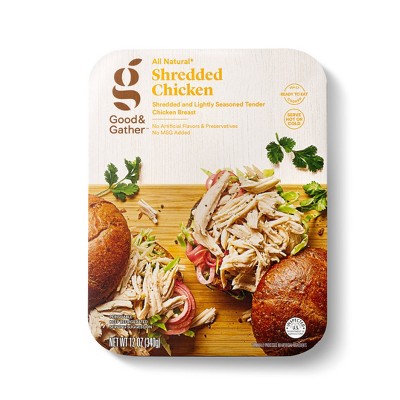 All Natural*
Shredded
Chicken
Shredded and Lightly Seasoned Tender
Chicken Breast
No Artificial Flavors & Preservatives
No MSG Added
g
Good&
Gather™
READY TO EAT
SERVE
HOT OR
COLD
NET WT 12 OZ (340g)